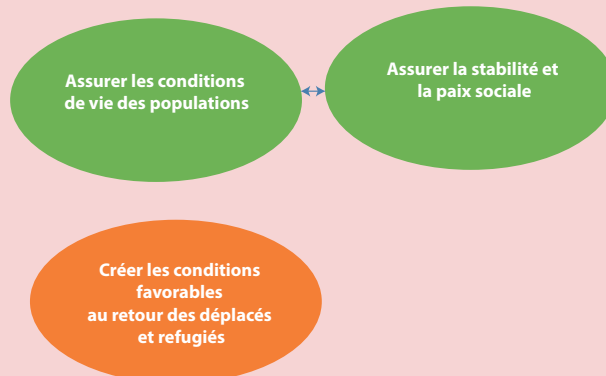 Assurer les conditions
de vie des populations
Assurer la stabilité et
la paix sociale
Créer les conditions
favorables
au retour des déplacés
et refugiés